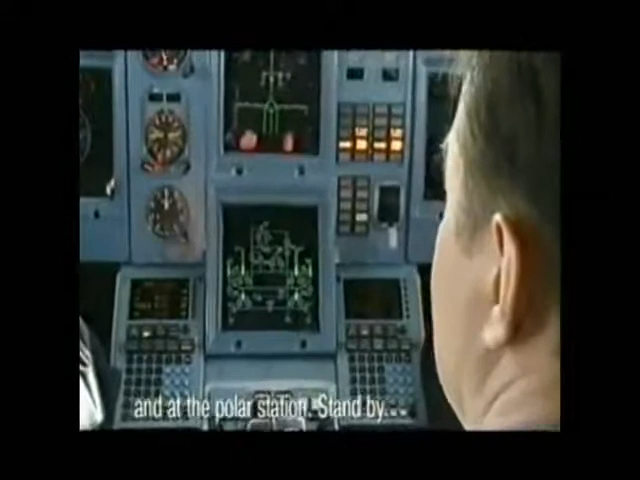 and at the polar station. Stand by...